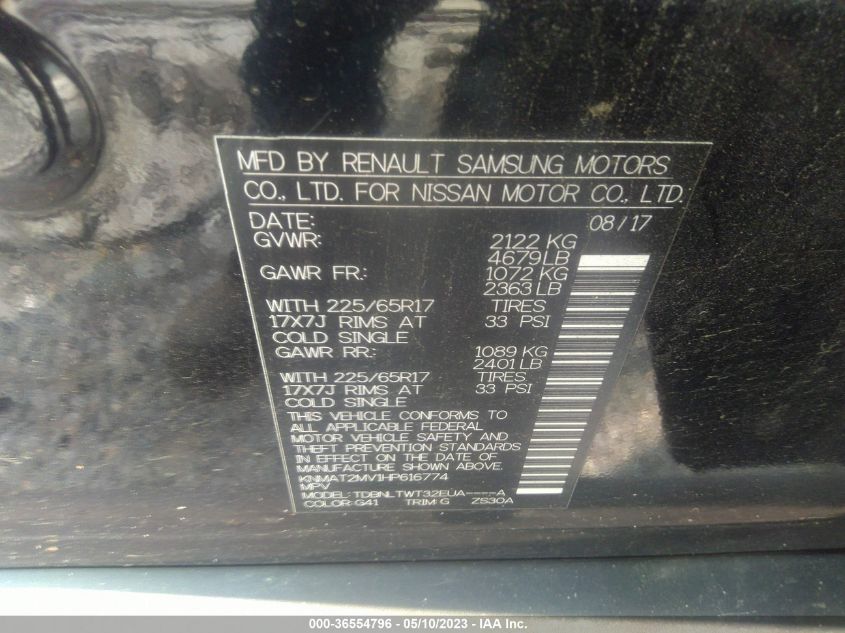 MFD BY RENAULT SAMSUNG MOTORS
CO., LTD. FOR NISSAN MOTOR CO., LTD.
DATE: 08/17
GVWR: 2122 KG
4679 LB
GAWR FR.: 1072 KG
2363 LB
WITH 225/65R17 TIRES
17X7J RIMS AT 33 PSI
COLD SINGLE
GAWR RR.: 1089 KG
2401 LB
WITH 225/65R17 TIRES
17X7J RIMS AT 33 PSI
COLD SINGLE
THIS VEHICLE CONFORMS TO
ALL APPLICABLE FEDERAL
MOTOR VEHICLE SAFETY AND
THEFT PREVENTION STANDARDS
IN EFFECT ON THE DATE OF
MANUFACTURE SHOWN ABOVE.
KNMAT2MV1HP616774
MPV
MODEL: TDBNLTWT32EUA----A
COLOR: G41 TRIM: G ZS30A
000-36554796 - 05/10/2023 - © IAA Inc.